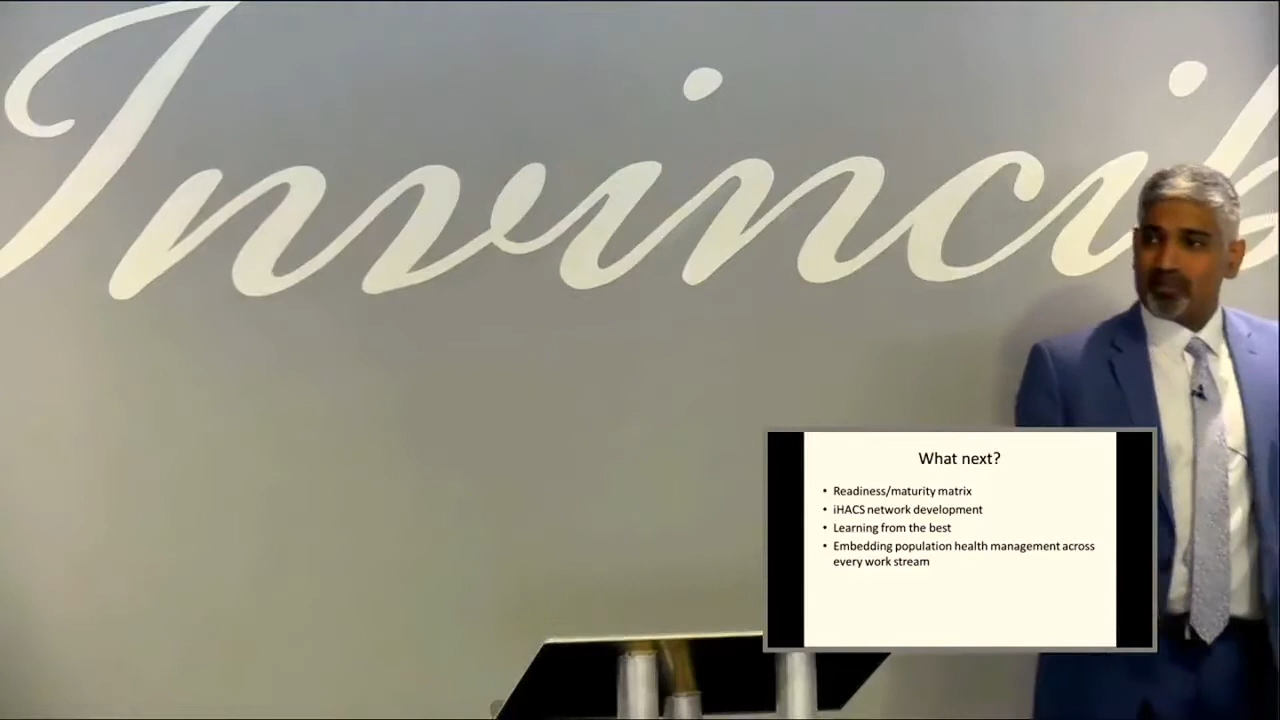 Invincib
What next?
• Readiness/maturity matrix
• iHACS network development
• Learning from the best
• Embedding population health management across
every work stream